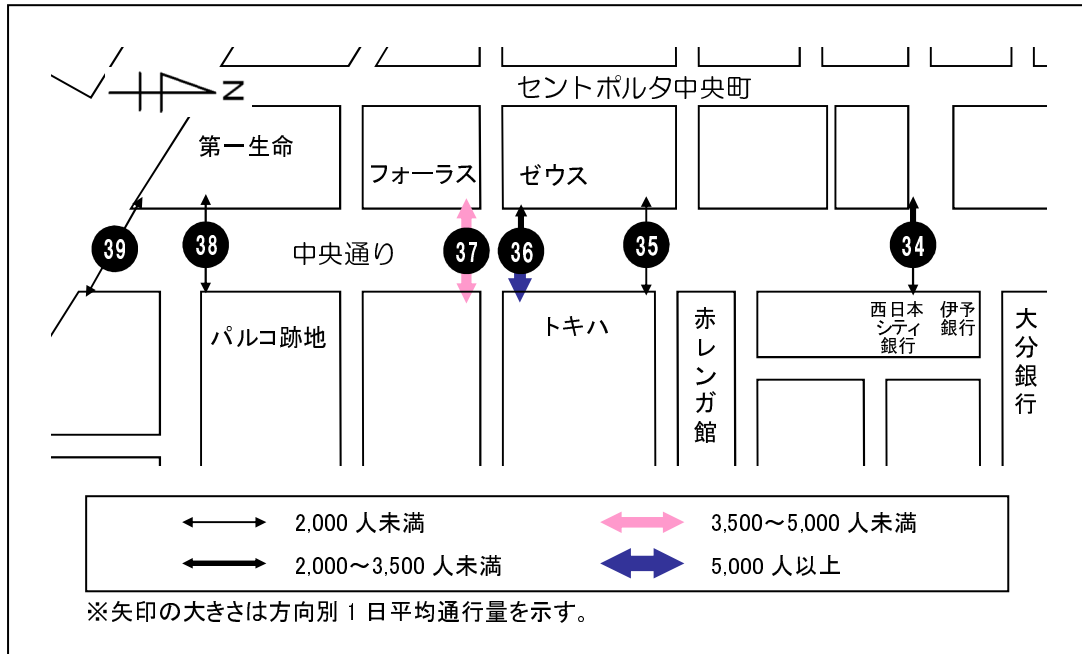 セントポルタ中央町
N
第一生命
フォーラス
ゼウス
39
38
中央通り
37
36
35
34
パルコ跡地
トキハ
赤レンガ館
西日本
シティ
銀行
伊予
銀行
大分銀行
2,000 人未満
3,500～5,000 人未満
2,000～3,500 人未満
5,000 人以上
※矢印の大きさは方向別 1 日平均通行量を示す。